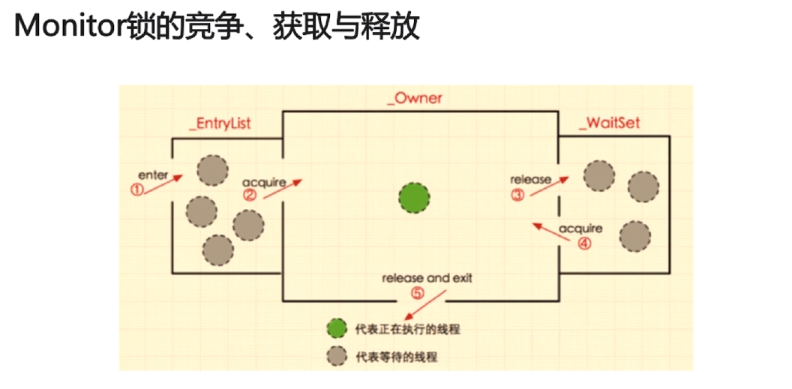 Monitor锁的竞争、获取与释放
_Owner
_EntryList
_WaitSet
enter
①
acquire
②
release
③
acquire
④
release and exit
⑤
代表正在执行的线程
代表等待的线程